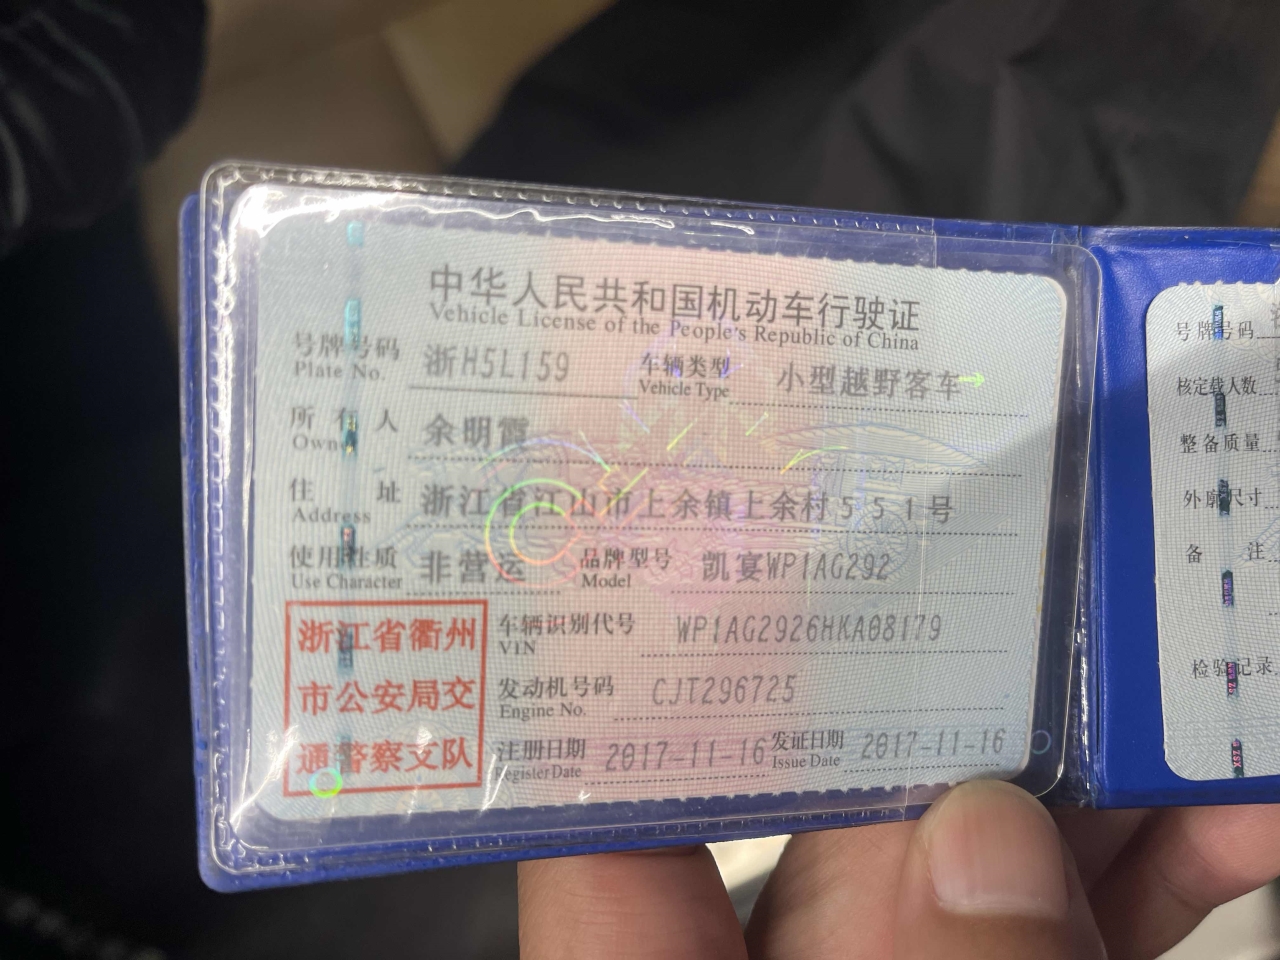 中华人民共和国机动车行驶证
Vehicle License of the People's Republic of China
号牌号码 浙H5L159 车辆类型 小型越野客车→
Plate No. Vehicle Type
所有人 余明霞
Owner
住址 浙江省江山市上余镇上余村551号
Address
使用性质 非营运 品牌型号 凯宴WP1AG292
Use Character Model
浙江省衢州
市公安局交
通警察支队
车辆识别代号 WP1AG2926HKA08179
VIN
发动机号码 CJT296725
Engine No.
注册日期 2017-11-16 发证日期 2017-11-16
Register Date Issue Date
号牌号码
核定载人数
整备质量
外廓尺寸
备注
检验记录